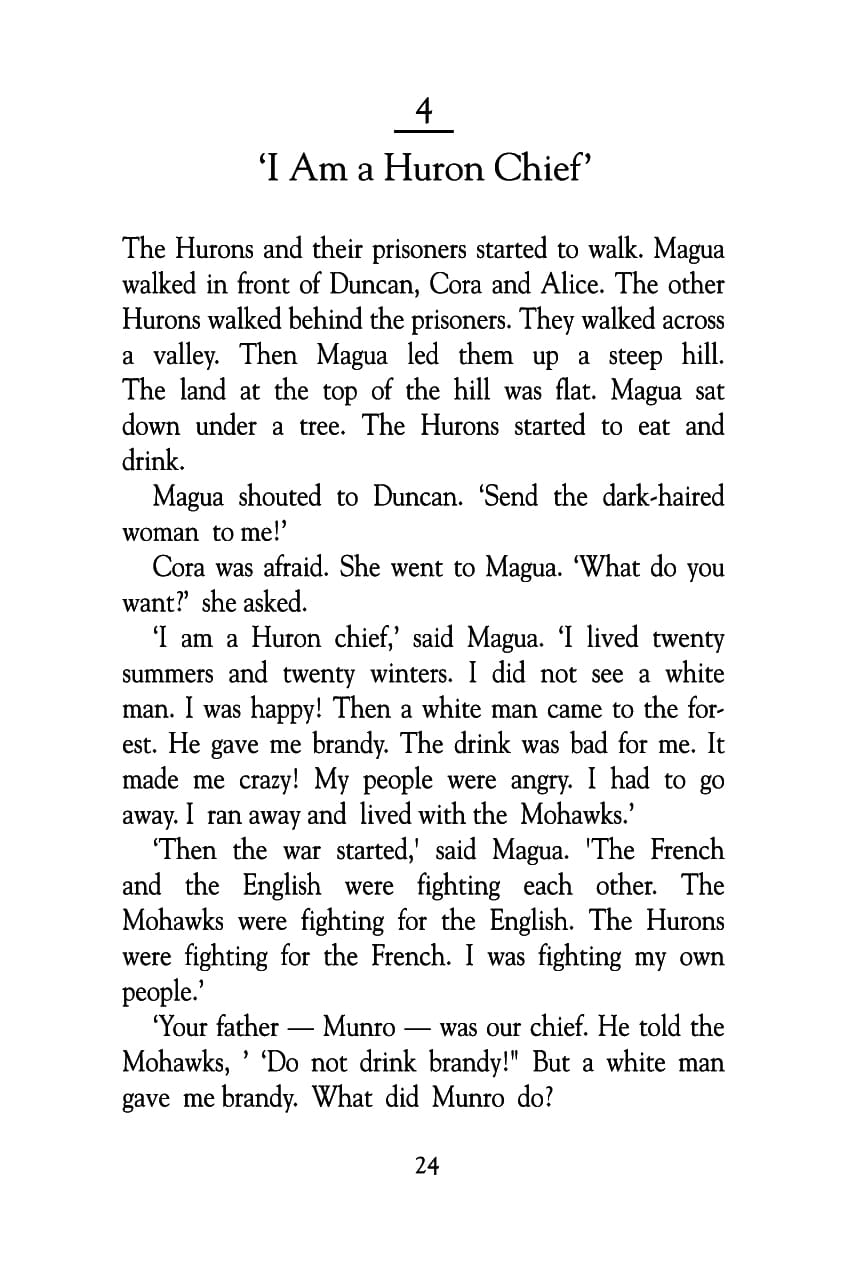 4
‘I Am a Huron Chief’
The Hurons and their prisoners started to walk. Magua
walked in front of Duncan, Cora and Alice. The other
Hurons walked behind the prisoners. They walked across
a valley. Then Magua led them up a steep hill.
The land at the top of the hill was flat. Magua sat
down under a tree. The Hurons started to eat and
drink.
Magua shouted to Duncan. ‘Send the dark-haired
woman to me!’
Cora was afraid. She went to Magua. ‘What do you
want?’ she asked.
‘I am a Huron chief,’ said Magua. ‘I lived twenty
summers and twenty winters. I did not see a white
man. I was happy! Then a white man came to the for-
est. He gave me brandy. The drink was bad for me. It
made me crazy! My people were angry. I had to go
away. I ran away and lived with the Mohawks.’
‘Then the war started,' said Magua. 'The French
and the English were fighting each other. The
Mohawks were fighting for the English. The Hurons
were fighting for the French. I was fighting my own
people.’
‘Your father — Munro — was our chief. He told the
Mohawks, ’ ‘Do not drink brandy!" But a white man
gave me brandy. What did Munro do?
24